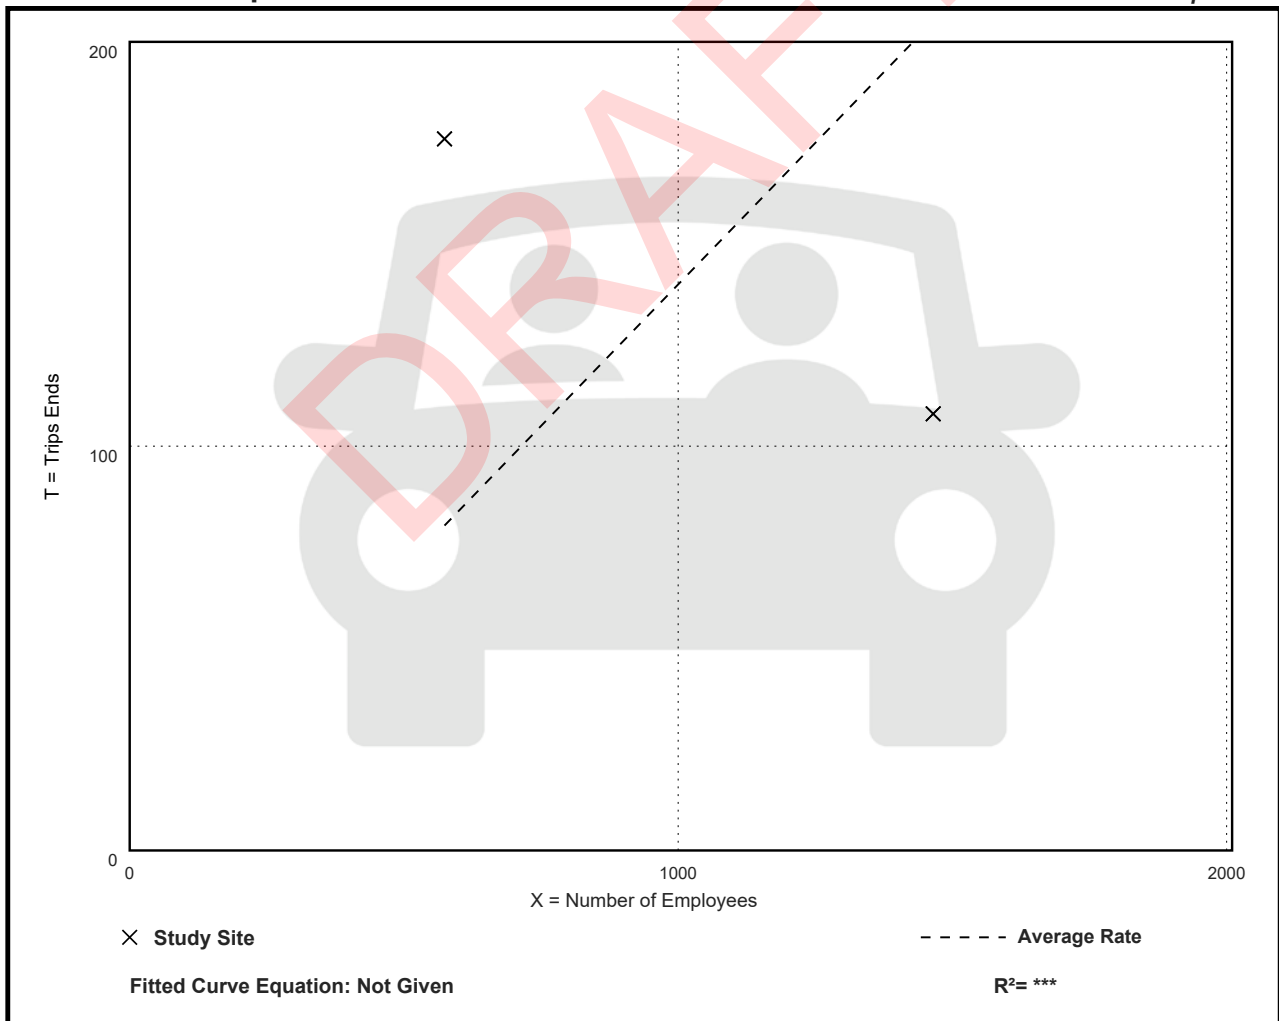 200
100
0
T = Trips Ends
0 1000 2000
X = Number of Employees
Study Site
Average Rate
Fitted Curve Equation: Not Given
R²= ***
DRAF